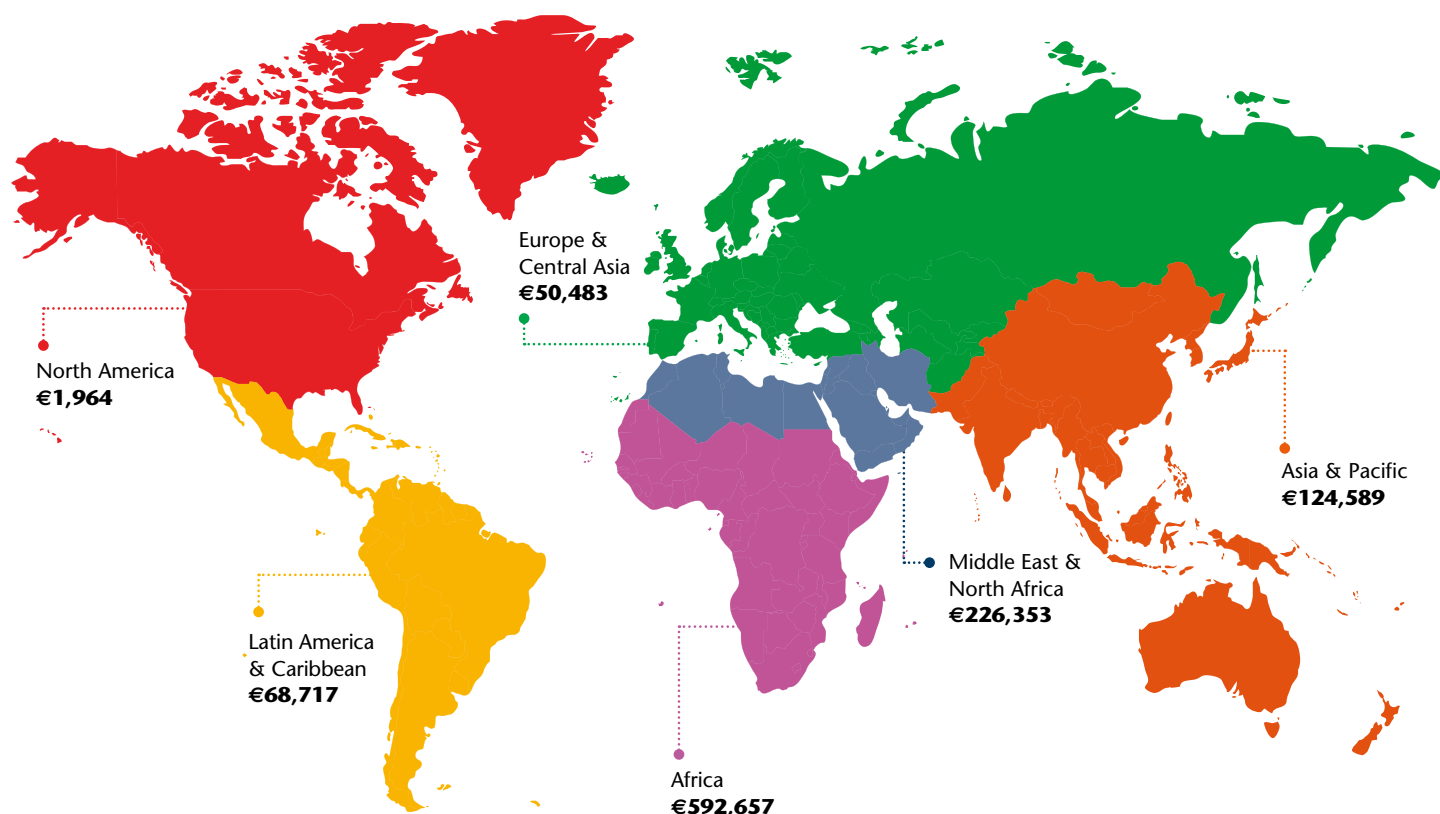 Europe &
Central Asia
€50,483
North America
€1,964
Asia & Pacific
€124,589
Middle East &
North Africa
€226,353
Latin America
& Caribbean
€68,717
Africa
€592,657